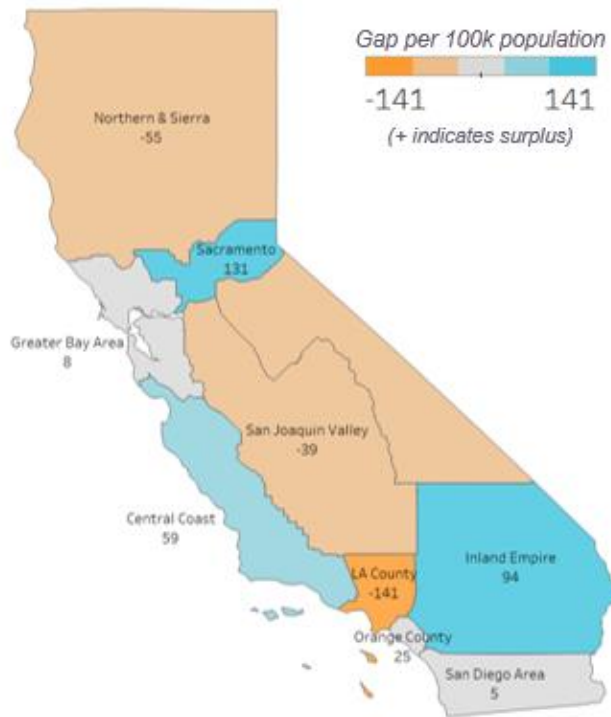 Gap per 100k population
-141 141
(+ indicates surplus)
Northern & Sierra
-55
Sacramento
131
Greater Bay Area
8
San Joaquin Valley
-39
Central Coast
59
Inland Empire
94
LA County
-141
Orange County
25
San Diego Area
5